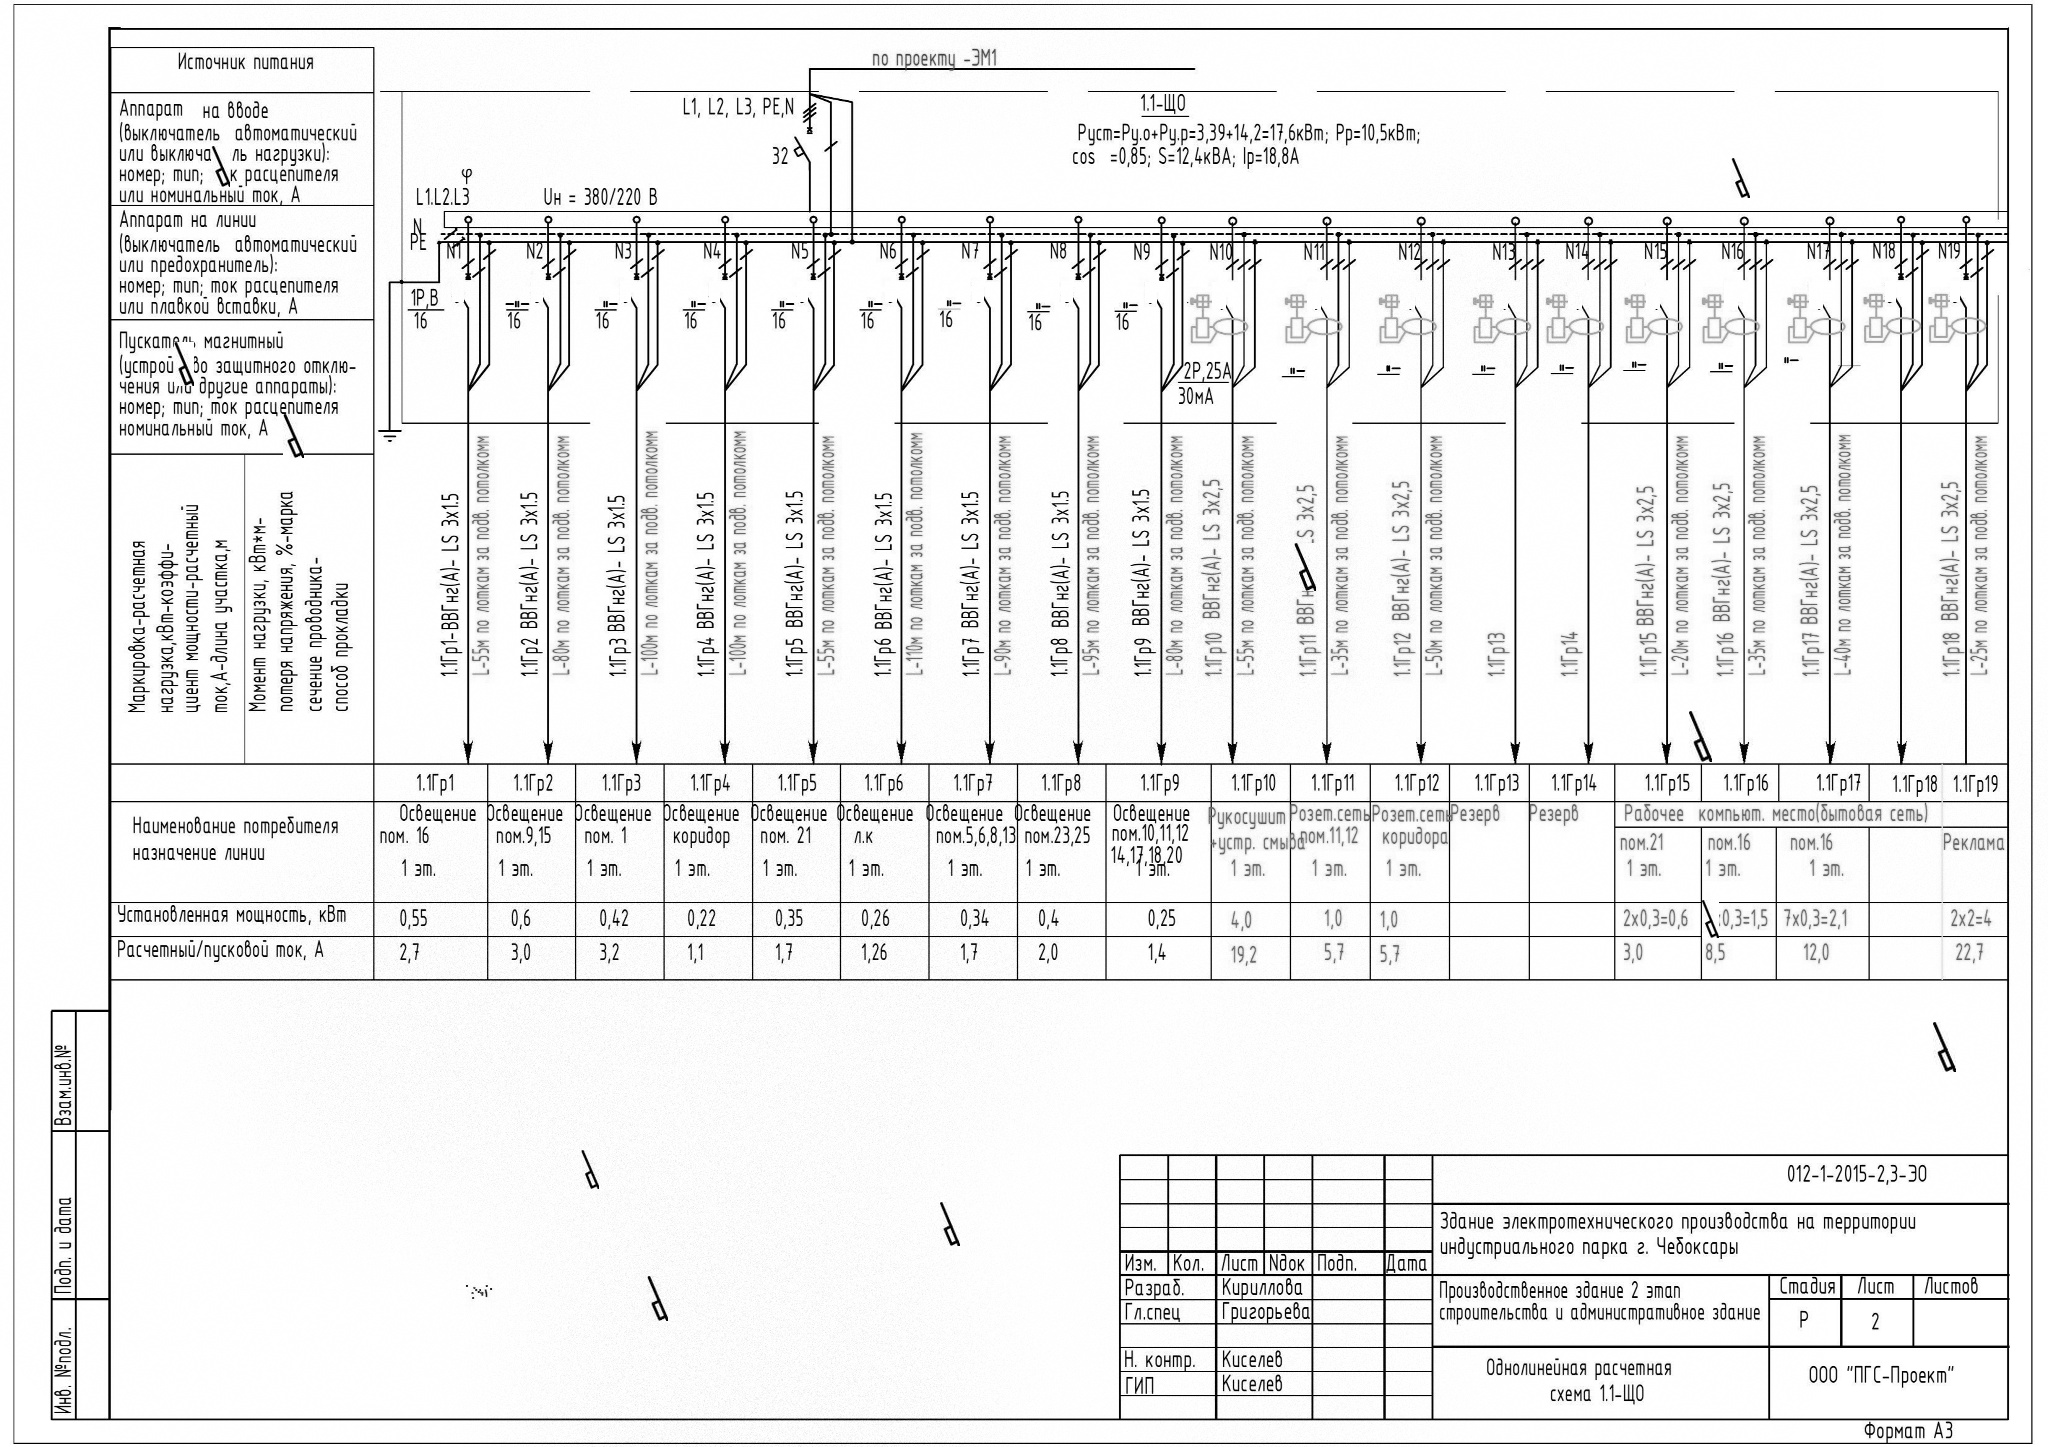 Источник питания
Аппарат на вводе
(выключатель автоматический
или выключа ль нагрузки):
номер; тип; к расцепителя
или номинальный ток, А
Аппарат на линии
(выключатель автоматический
или предохранитель):
номер; тип; ток расцепителя
или плавкой вставки, А
Пускатель магнитный
(устрой во защитного отклю-
чения или другие аппараты):
номер; тип; ток расцепителя
номинальный ток, А
Маркировка-расчетная
нагрузка,кВт-коэффи-
циент мощности-расчетный
ток,А-длина участка,м
Момент нагрузки, кВт*м-
потеря напряжения, %-марка
сечение проводника-
способ прокладки
по проекту -ЭМ1
L1, L2, L3, PE,N
32
1.1-ЩО
Руст=Ру.о+Ру.р=3,39+14,2=17,6кВт; Рр=10,5кВт;
cos =0,85; S=12,4кВА; Iр=18,8А
φ
L1.L2.L3
Uн = 380/220 В
N
PE
N1 N2 N3 N4 N5 N6 N7 N8 N9 N10 N11 N12 N13 N14 N15 N16 N17 N18 N19
1Р,В
16
-"-
16
-"-
16
-"-
16
-"-
16
-"-
16
-"-
16
-"-
16
-"-
16
2Р,25А
30мА
-"- -"- -"- -"- -"- -"-
1.1Гр1-ВВГнг(А)- LS 3х1.5
L-55м по лоткам за подв. потолкомм
1.1Гр2 ВВГнг(А)- LS 3х1.5
L-80м по лоткам за подв. потолкомм
1.1Гр3 ВВГнг(А)- LS 3х1.5
L-100м по лоткам за подв. потолкомм
1.1Гр4 ВВГнг(А)- LS 3х1.5
L-100м по лоткам за подв. потолкомм
1.1Гр5 ВВГнг(А)- LS 3х1.5
L-55м по лоткам за подв. потолкомм
1.1Гр6 ВВГнг(А)- LS 3х1.5
L-110м по лоткам за подв. потолкомм
1.1Гр7 ВВГнг(А)- LS 3х1.5
L-90м по лоткам за подв. потолкомм
1.1Гр8 ВВГнг(А)- LS 3х1.5
L-95м по лоткам за подв. потолкомм
1.1Гр9 ВВГнг(А)- LS 3х1.5
L-80м по лоткам за подв. потолкомм
1.1Гр10 ВВГнг(А)- LS 3х2,5
L-55м по лоткам за подв. потолкомм
1.1Гр11 ВВГнг LS 3х2,5
L-35м по лоткам за подв. потолкомм
1.1Гр12 ВВГнг(А)- LS 3х2,5
L-50м по лоткам за подв. потолкомм
1.1Гр13
1.1Гр14
1.1Гр15 ВВГнг(А)- LS 3х2,5
L-20м по лоткам за подв. потолкомм
1.1Гр16 ВВГнг(А)- LS 3х2,5
L-35м по лоткам за подв. потолкомм
1.1Гр17 ВВГнг(А)- LS 3х2,5
L-40м по лоткам за подв. потолкомм
1.1Гр18 ВВГнг(А)- LS 3х2,5
L-25м по лоткам за подв. потолкомм
1.1Гр1 1.1Гр2 1.1Гр3 1.1Гр4 1.1Гр5 1.1Гр6 1.1Гр7 1.1Гр8 1.1Гр9 1.1Гр10 1.1Гр11 1.1Гр12 1.1Гр13 1.1Гр14 1.1Гр15 1.1Гр16 1.1Гр17 1.1Гр18 1.1Гр19
Наименование потребителя
назначение линии
Освещение
пом. 16
1 эт.
Освещение
пом.9,15
1 эт.
Освещение
пом. 1
1 эт.
Освещение
коридор
1 эт.
Освещение
пом. 21
1 эт.
Освещение
л.к
1 эт.
Освещение
пом.5,6,8,13
1 эт.
Освещение
пом.23,25
1 эт.
Освещение
пом.10,11,12
14,17,18,20
1 эт.
Рукосушит
+устр. смыва
1 эт.
Розет.сеть
пом.11,12
1 эт.
Розет.сеть
коридора
1 эт.
Резерв
Резерв
Рабочее компьют. место(бытовая сеть)
пом.21
1 эт.
пом.16
1 эт.
пом.16
1 эт.
Реклама
Установленная мощность, кВт
0,55 0,6 0,42 0,22 0,35 0,26 0,34 0,4 0,25 4,0 1,0 1,0 2х0,3=0,6 0,3=1,5 7х0,3=2,1 2х2=4
Расчетный/пусковой ток, А
2,7 3,0 3,2 1,1 1,7 1,26 1,7 2,0 1,4 19,2 5,7 5,7 3,0 8,5 12,0 22,7
Взам.инв.№
Подп. и дата
Инв. №подл.
012-1-2015-2,3-ЭО
Здание электротехнического производства на территории
индустриального парка г. Чебоксары
Изм. Кол. Лист Nдок Подп. Дата
Разраб. Кириллова
Гл.спец Григорьева
Н. контр. Киселев
ГИП Киселев
Производственное здание 2 этап
строительства и административное здание
Стадия Лист Листов
Р 2
Однолинейная расчетная
схема 1.1-ЩО
ООО "ПГС-Проект"
Формат А3